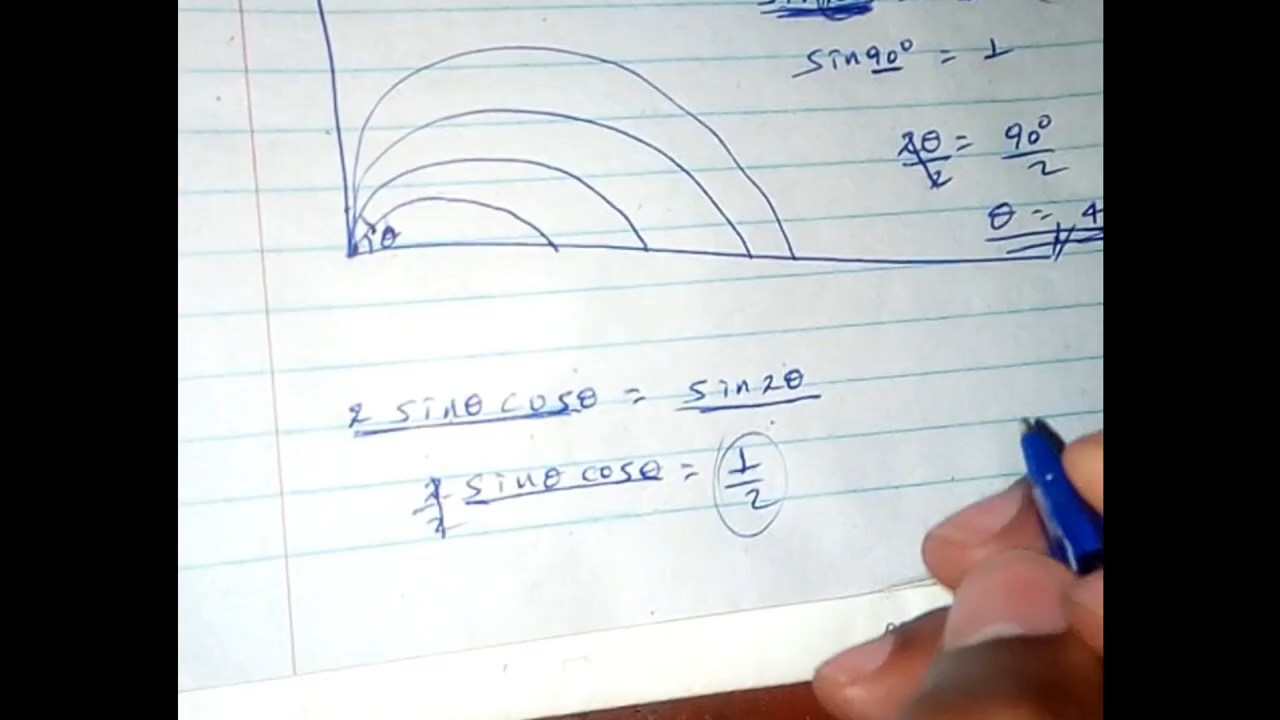 sin90° = 1
2θ/2 = 90°/2
θ = 4
θ
2 sinθ cosθ = sin2θ
2/2 sinθ cosθ = 1/2